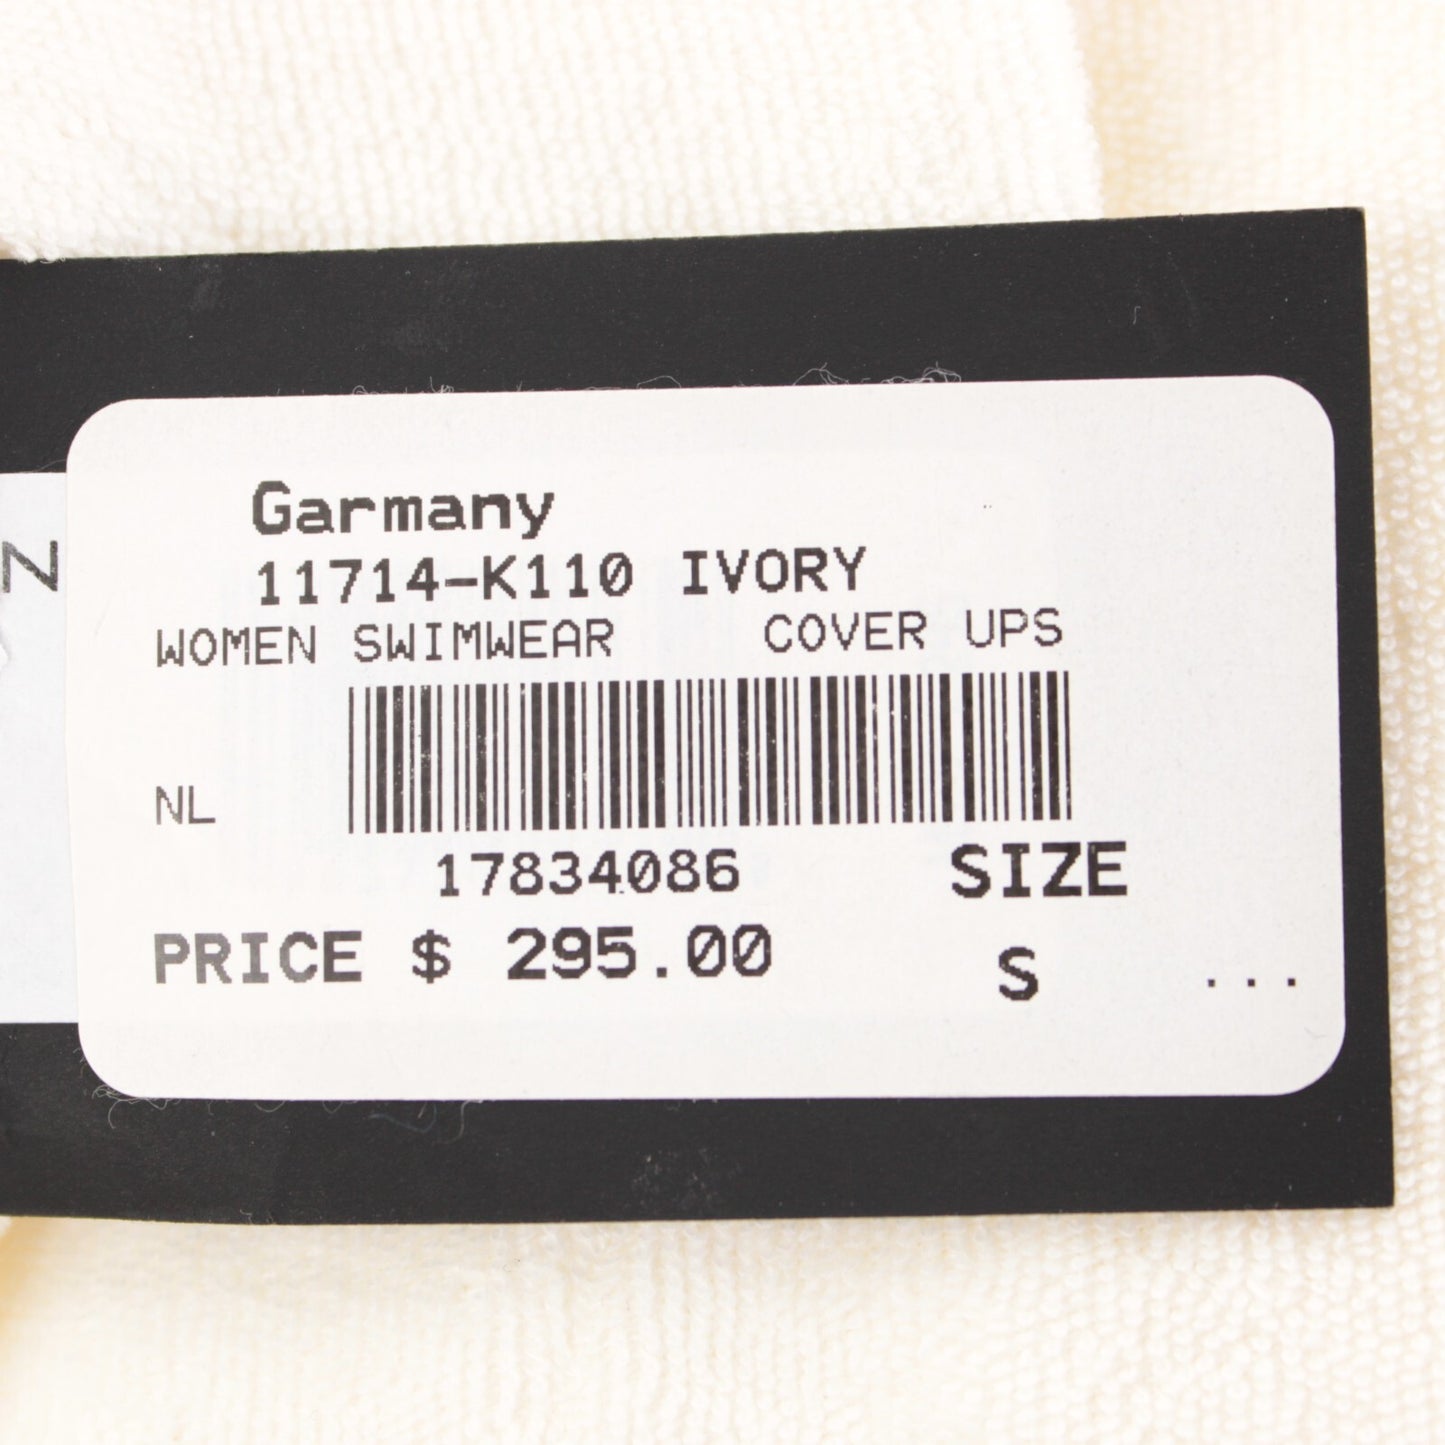 Garmany
11714-K110 IVORY
WOMEN SWIMWEAR COVER UPS
N
NL
17834086 SIZE
PRICE $ 295.00 S ...